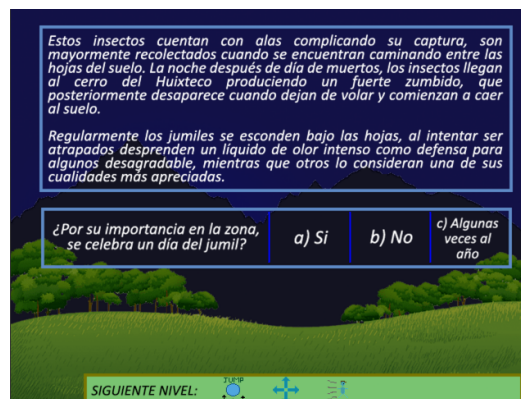 Estos insectos cuentan con alas complicando su captura, son
mayormente recolectados cuando se encuentran caminando entre las
hojas del suelo. La noche después de día de muertos, los insectos llegan
al cerro del Huixteco produciendo un fuerte zumbido, que
posteriormente desaparece cuando dejan de volar y comienzan a caer
al suelo.
Regularmente los jumiles se esconden bajo las hojas, al intentar ser
atrapados desprenden un líquido de olor intenso como defensa para
algunos desagradable, mientras que otros lo consideran una de sus
cualidades más apreciadas.
¿Por su importancia en la zona,
se celebra un día del jumil?
a) Si
b) No
c) Algunas
veces al
año
SIGUIENTE NIVEL:
JUMP
?